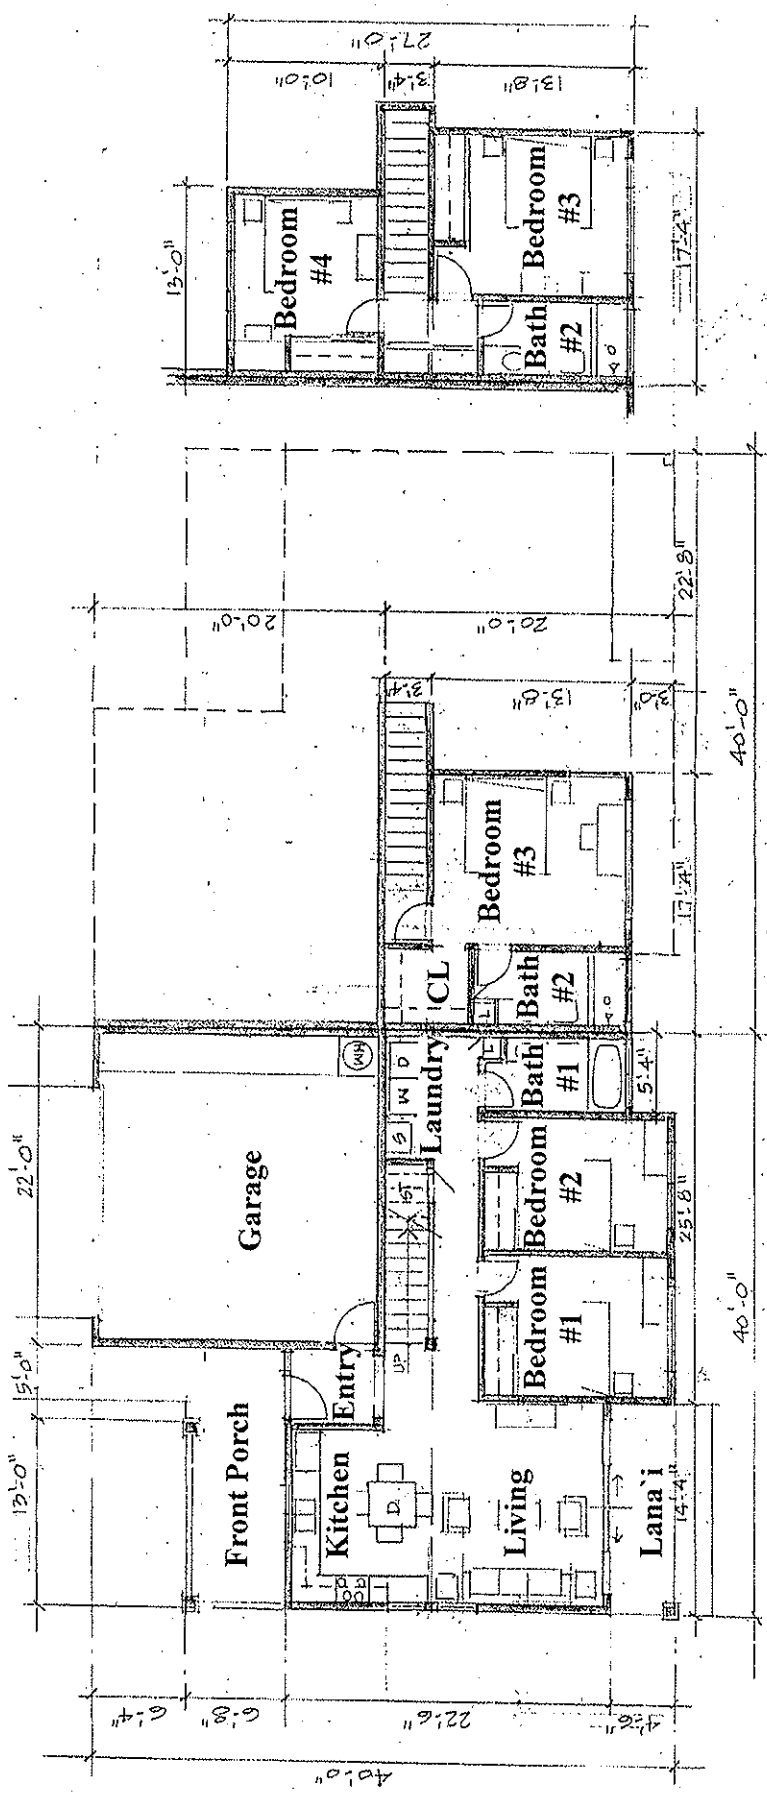 27'-0"
10'-0"
3'-4"
13'-8"
13'-0"
Bedroom
#4
Bedroom
#3
Bath
#2
17'-4"
20'-0"
20'-0"
22'-8"
3'-4"
13'-8"
3'-0"
40'-0"
Bedroom
#3
17'-4"
CL
Bath
#2
L
22'-0"
Garage
HW
D
W
S
Laundry
L
Bath
#1
5'-4"
ST
UP
Bedroom
#2
25'-8"
Bedroom
#1
40'-0"
5'-0"
Entry
13'-0"
Front Porch
Kitchen
D
Living
Lana`i
14'-4"
6'-4"
6'-8"
22'-6"
4'-6"
40'-0"